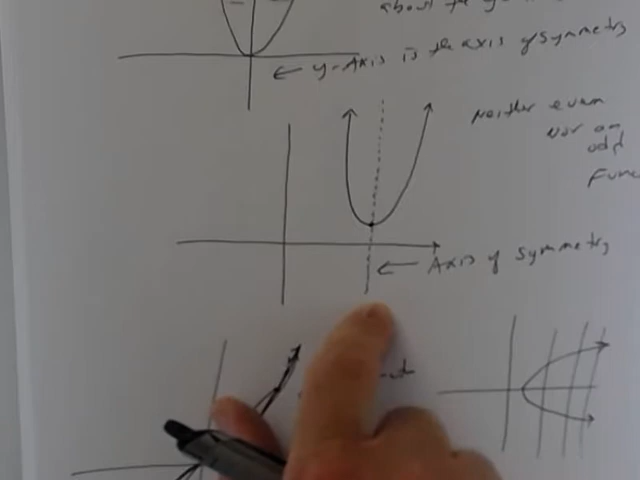 about the
y-Axis is the axis of symmetry
Neither even
nor an
odd
Func
Axis of symmetry